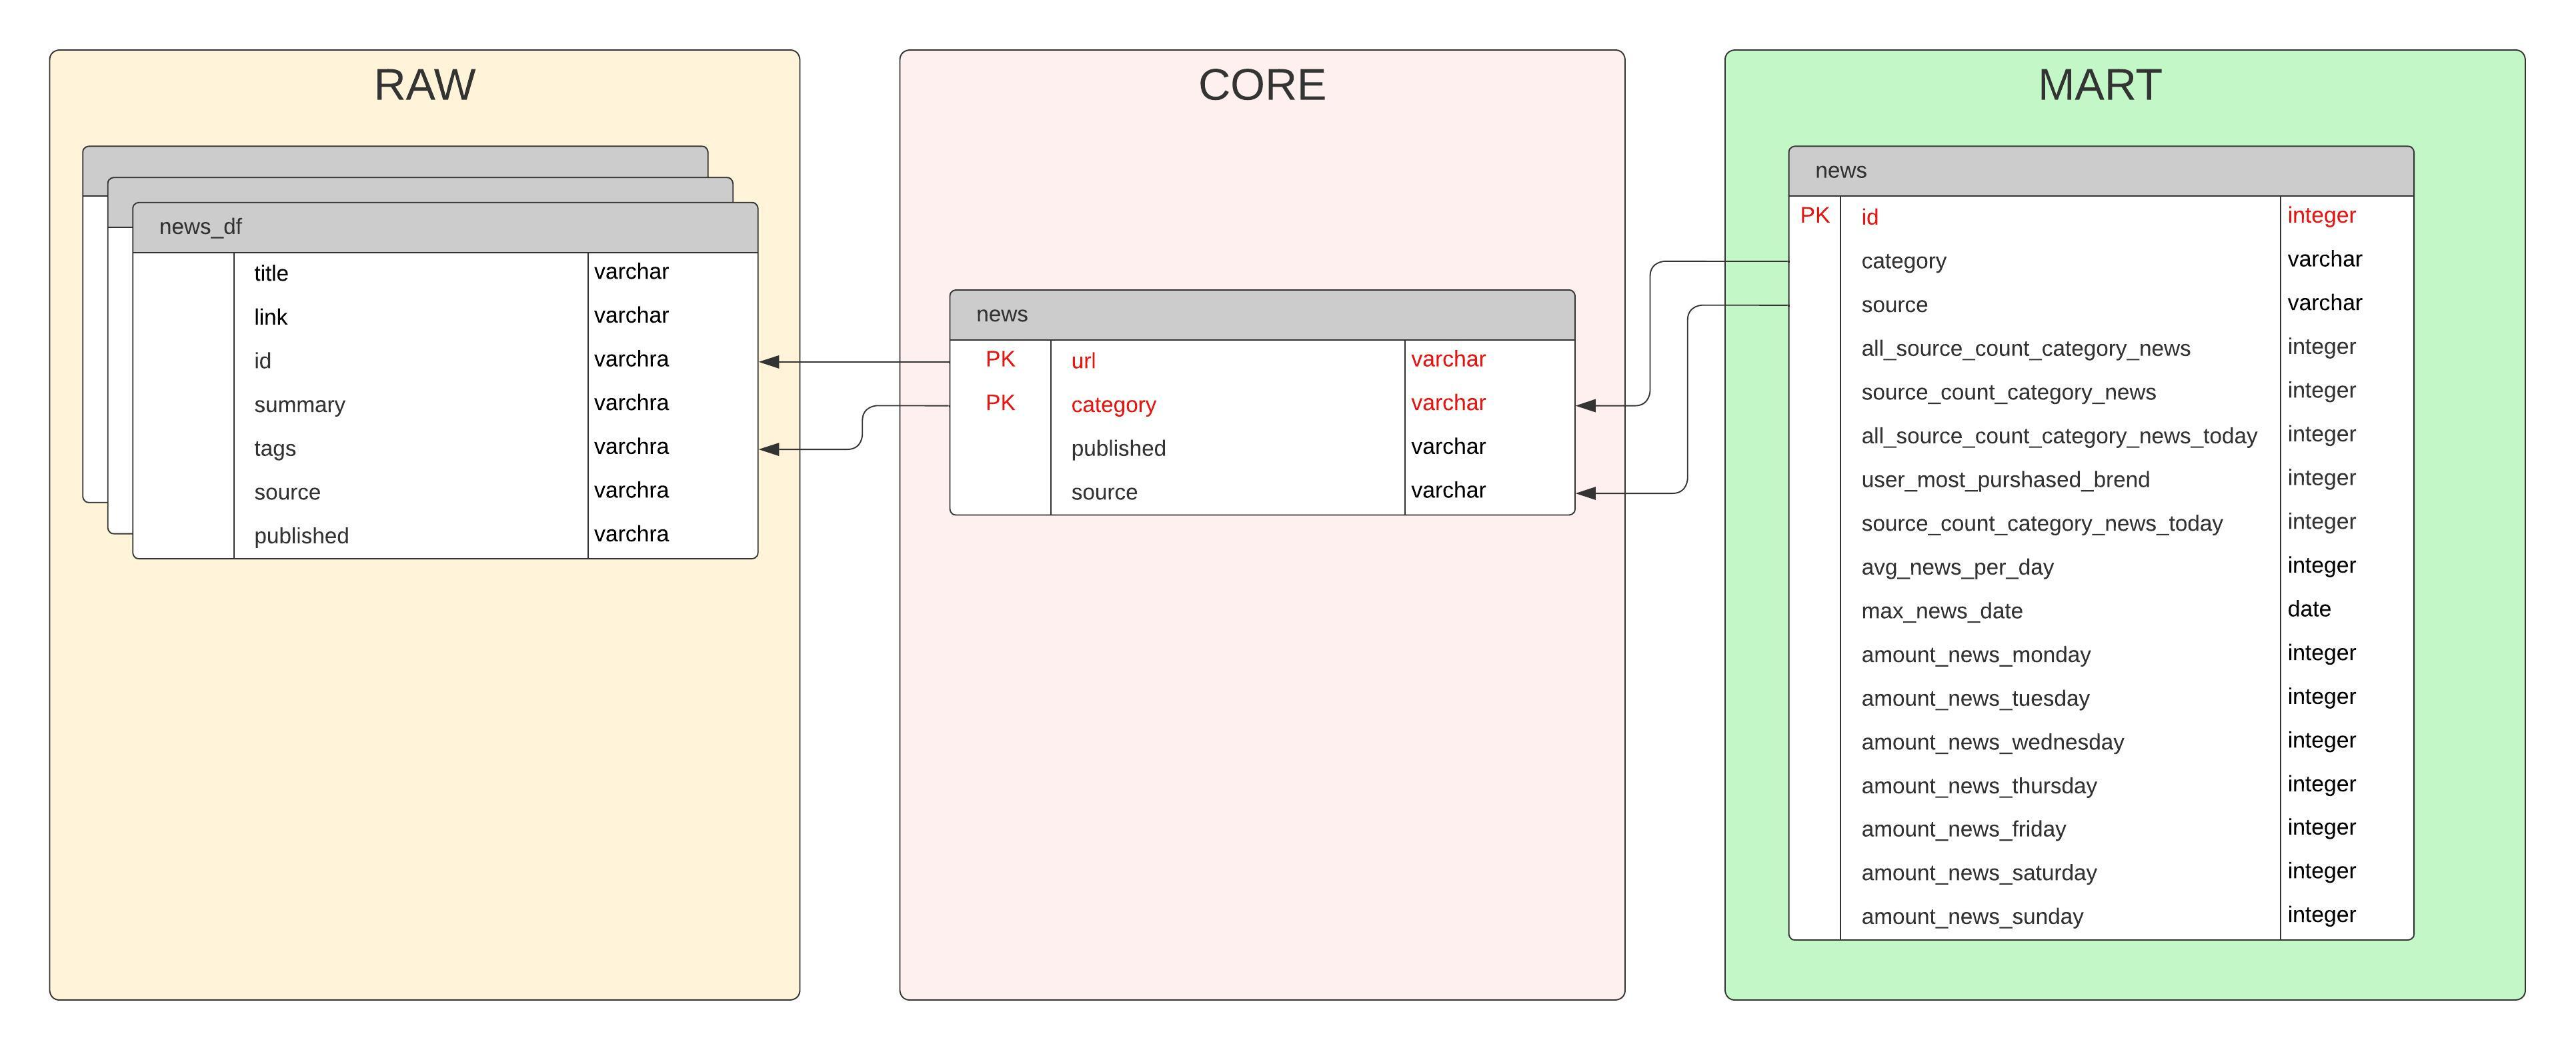 RAW
news_df
title varchar
link varchar
id varchra
summary varchra
tags varchra
source varchra
published varchra
CORE
news
PK url varchar
PK category varchar
published varchar
source varchar
MART
news
PK id integer
category varchar
source varchar
all_source_count_category_news integer
source_count_category_news integer
all_source_count_category_news_today integer
user_most_purshased_brend integer
source_count_category_news_today integer
avg_news_per_day integer
max_news_date date
amount_news_monday integer
amount_news_tuesday integer
amount_news_wednesday integer
amount_news_thursday integer
amount_news_friday integer
amount_news_saturday integer
amount_news_sunday integer